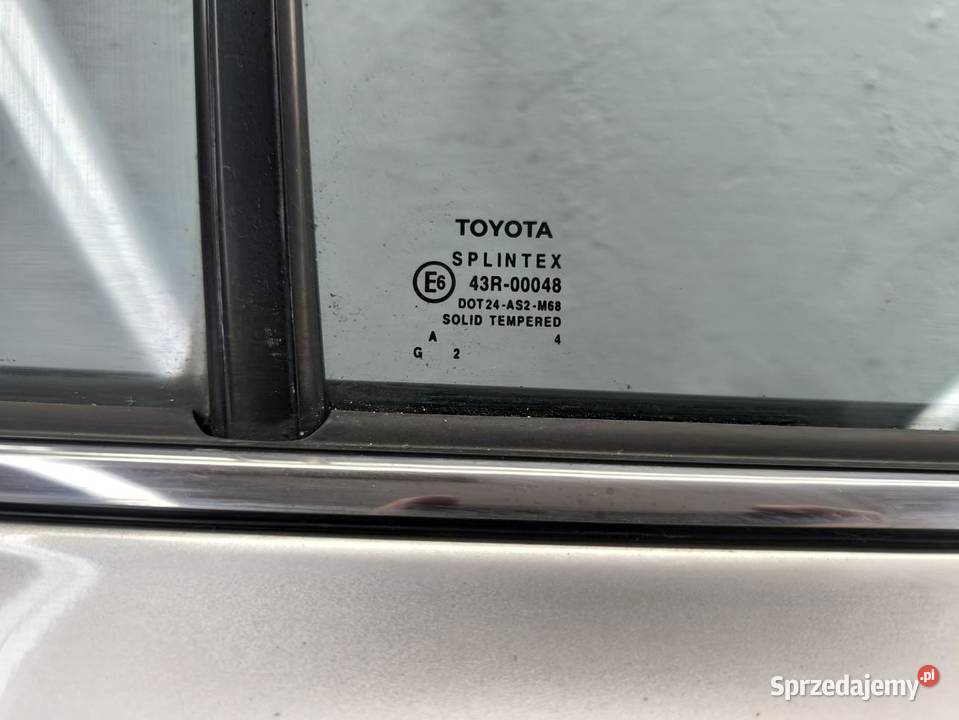 TOYOTA
SPLINTEX
E6 43R-00048
DOT24-AS2-M68
SOLID TEMPERED
A 4
G 2
Sprzedajemy.pl